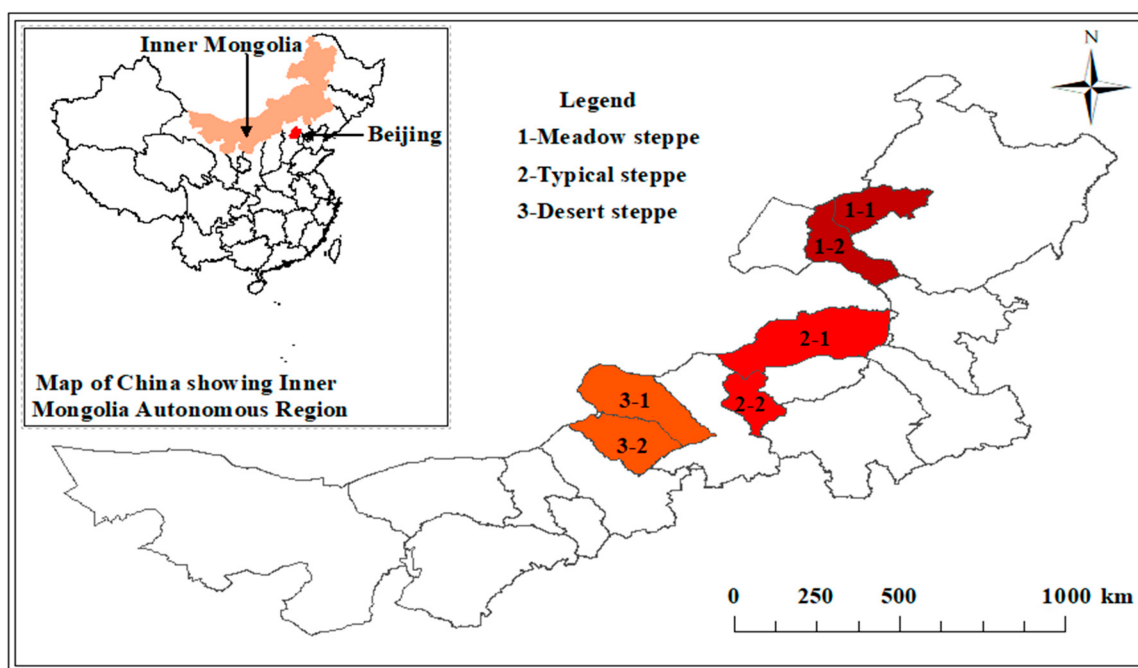 Inner Mongolia
Beijing
Map of China showing Inner
Mongolia Autonomous Region
Legend
1-Meadow steppe
2-Typical steppe
3-Desert steppe
N
1-1
1-2
2-1
2-2
3-1
3-2
0 250 500 1000 km